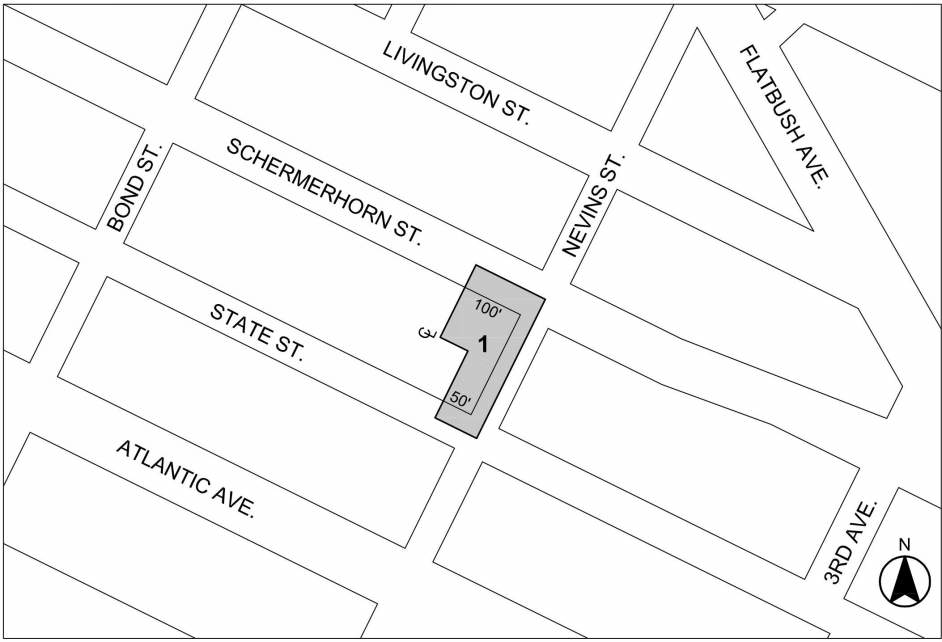 LIVINGSTON ST.
FLATBUSH AVE.
SCHERMERHORN ST.
BOND ST.
NEVINS ST.
100'
STATE ST.
CL
1
50'
ATLANTIC AVE.
3RD AVE.
N